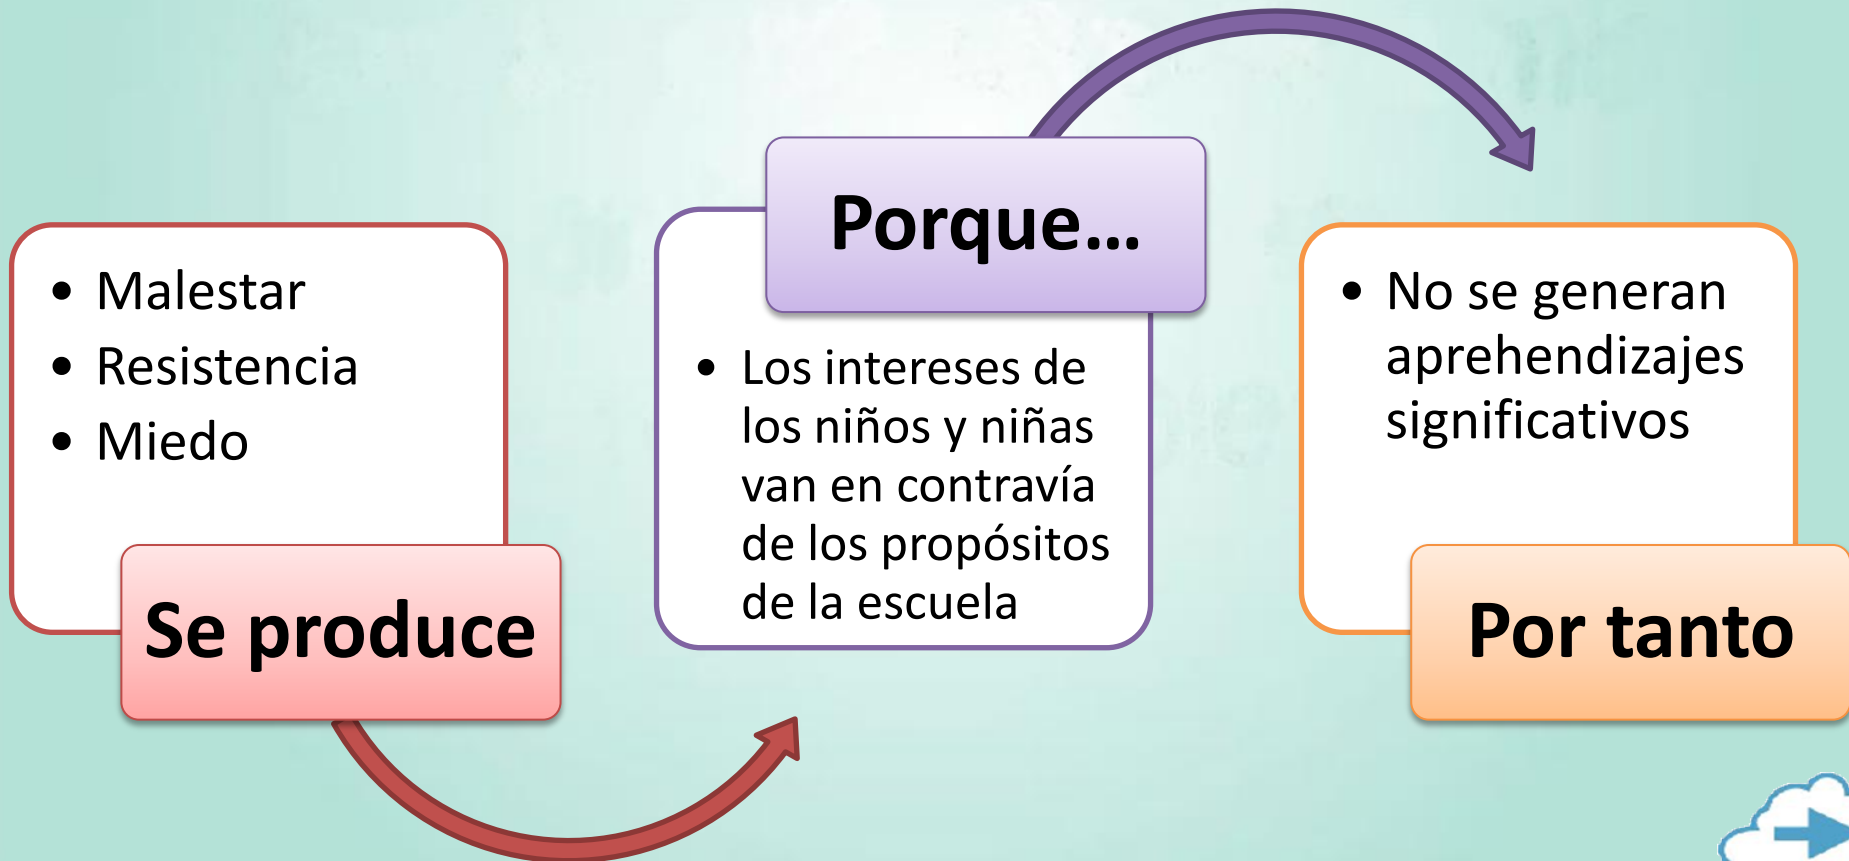 • Malestar
• Resistencia
• Miedo
Se produce
Porque...
• Los intereses de
los niños y niñas
van en contravía
de los propósitos
de la escuela
• No se generan
aprehendizajes
significativos
Por tanto